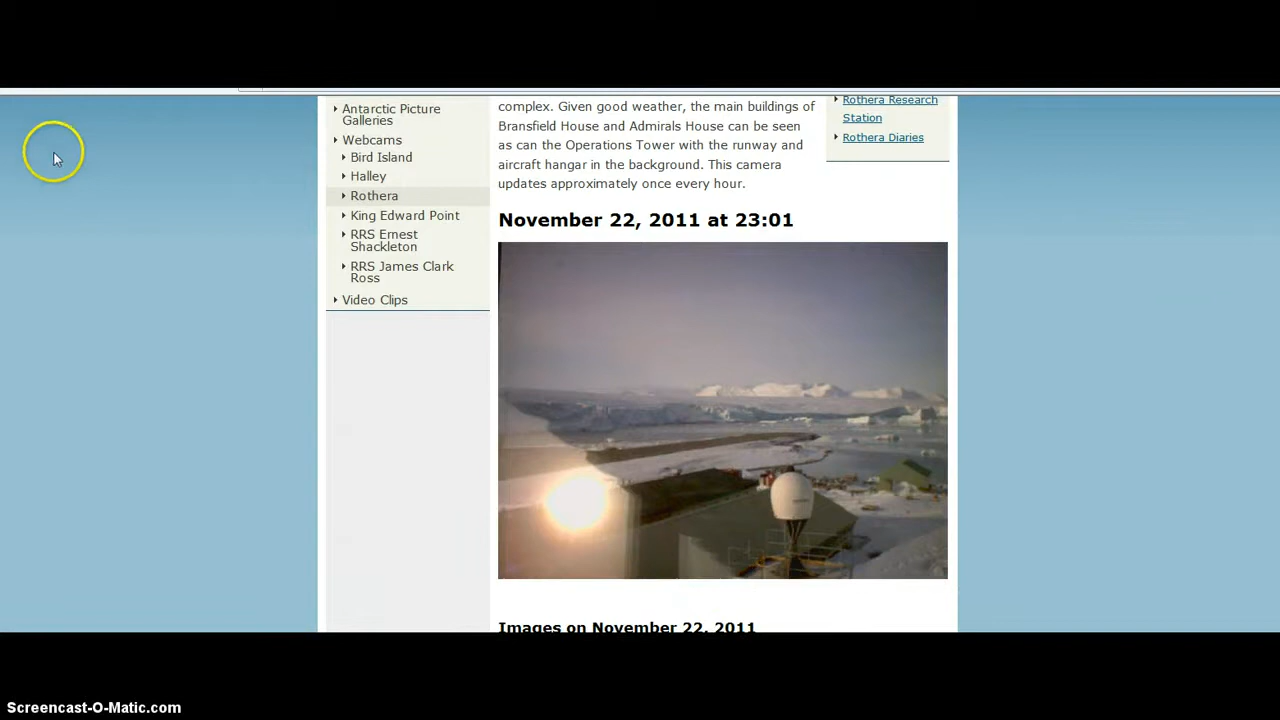 Antarctic Picture
Galleries
Webcams
Bird Island
Halley
Rothera
King Edward Point
RRS Ernest
Shackleton
RRS James Clark
Ross
Video Clips
complex. Given good weather, the main buildings of
Bransfield House and Admirals House can be seen
as can the Operations Tower with the runway and
aircraft hangar in the background. This camera
updates approximately once every hour.
November 22, 2011 at 23:01
Images on November 22, 2011
Rothera Research
Station
Rothera Diaries
Screencast-O-Matic.com